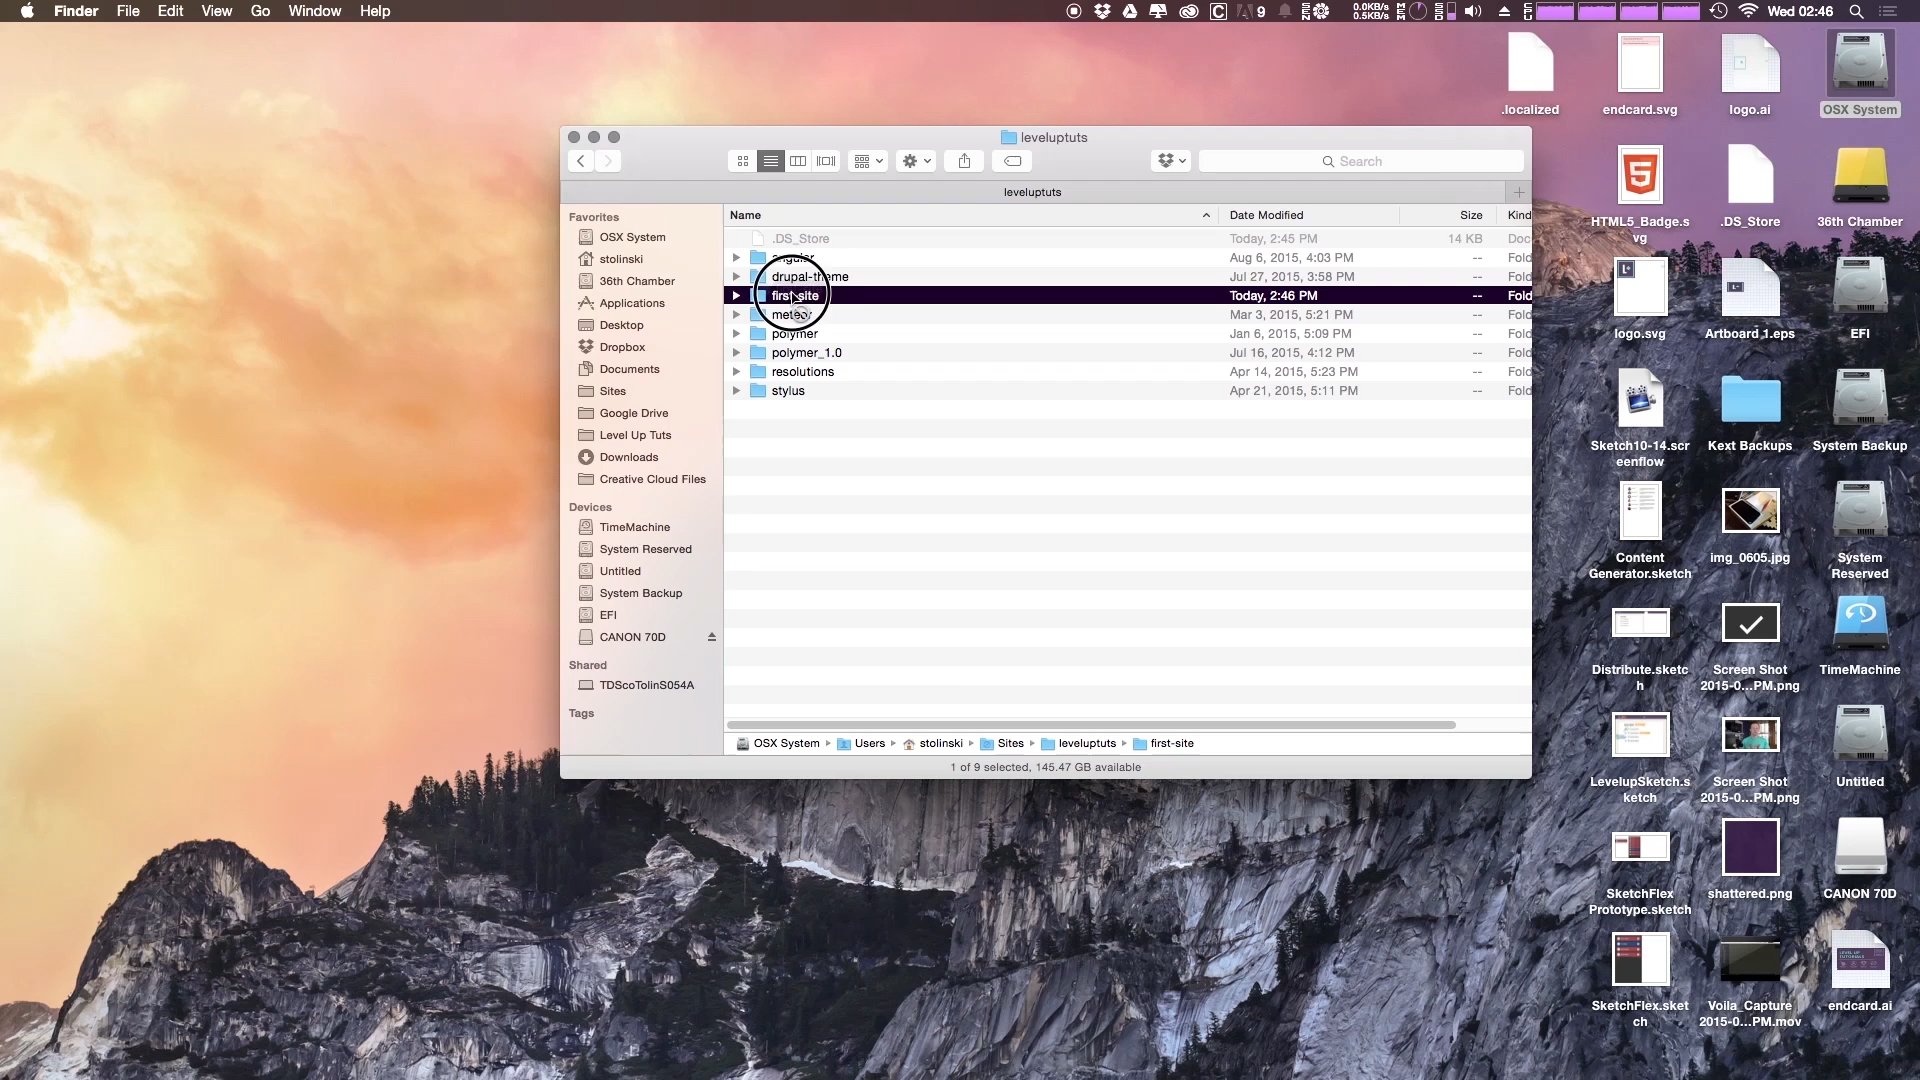 Finder File Edit View Go Window Help
9 0.0KB/s 0.5KB/s Wed 02:46
leveluptuts
Search
leveluptuts
Name Date Modified Size Kind
.DS_Store Today, 2:45 PM 14 KB Doc
angular Aug 6, 2015, 4:03 PM -- Fold
drupal-theme Jul 27, 2015, 3:58 PM -- Fold
first-site Today, 2:46 PM -- Fold
meteor Mar 3, 2015, 5:21 PM -- Fold
polymer Jan 6, 2015, 5:09 PM -- Fold
polymer_1.0 Jul 16, 2015, 4:12 PM -- Fold
resolutions Apr 14, 2015, 5:23 PM -- Fold
stylus Apr 21, 2015, 5:11 PM -- Fold
Favorites
OSX System
stolinski
36th Chamber
Applications
Desktop
Dropbox
Documents
Sites
Google Drive
Level Up Tuts
Downloads
Creative Cloud Files
Devices
TimeMachine
System Reserved
Untitled
System Backup
EFI
CANON 70D
Shared
TDScoTolinS054A
Tags
OSX System Users stolinski Sites leveluptuts first-site
1 of 9 selected, 145.47 GB available
.localized endcard.svg logo.ai OSX System
HTML5_Badge.s
vg
.DS_Store 36th Chamber
logo.svg Artboard 1.eps EFI
Sketch10-14.scr
eenflow
Kext Backups System Backup
Content
Generator.sketch
img_0605.jpg
System
Reserved
Distribute.sketc
h
Screen Shot
2015-0...PM.png
TimeMachine
LevelupSketch.s
ketch
Screen Shot
2015-0...PM.png
Untitled
SketchFlex
Prototype.sketch
shattered.png CANON 70D
SketchFlex.sket
ch
Voila_Capture
2015-0...PM.mov
endcard.ai